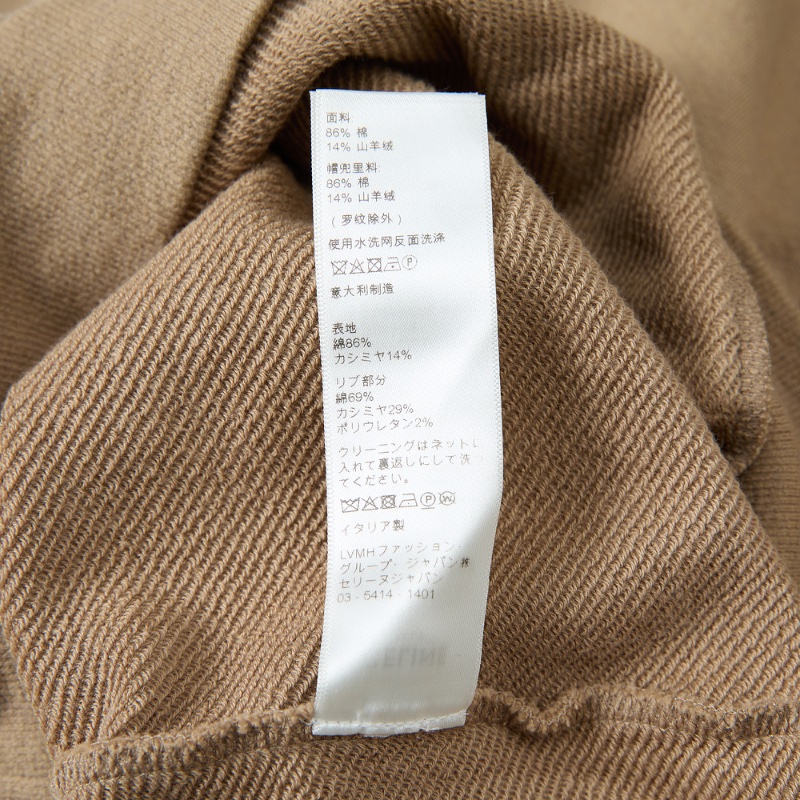 面料:
86% 棉
14% 山羊绒
帽兜里料:
86% 棉
14% 山羊绒
( 罗纹除外 )
使用水洗网反面洗涤
意大利制造
表地
綿86%
カシミヤ14%
リブ部分
綿69%
カシミヤ29%
ポリウレタン2%
クリーニングはネットに
入れて裏返しにして洗
てください。
イタリア製
LVMHファッション・
グループ・ジャパン㈱
セリーヌジャパン
03 - 5414 - 1401